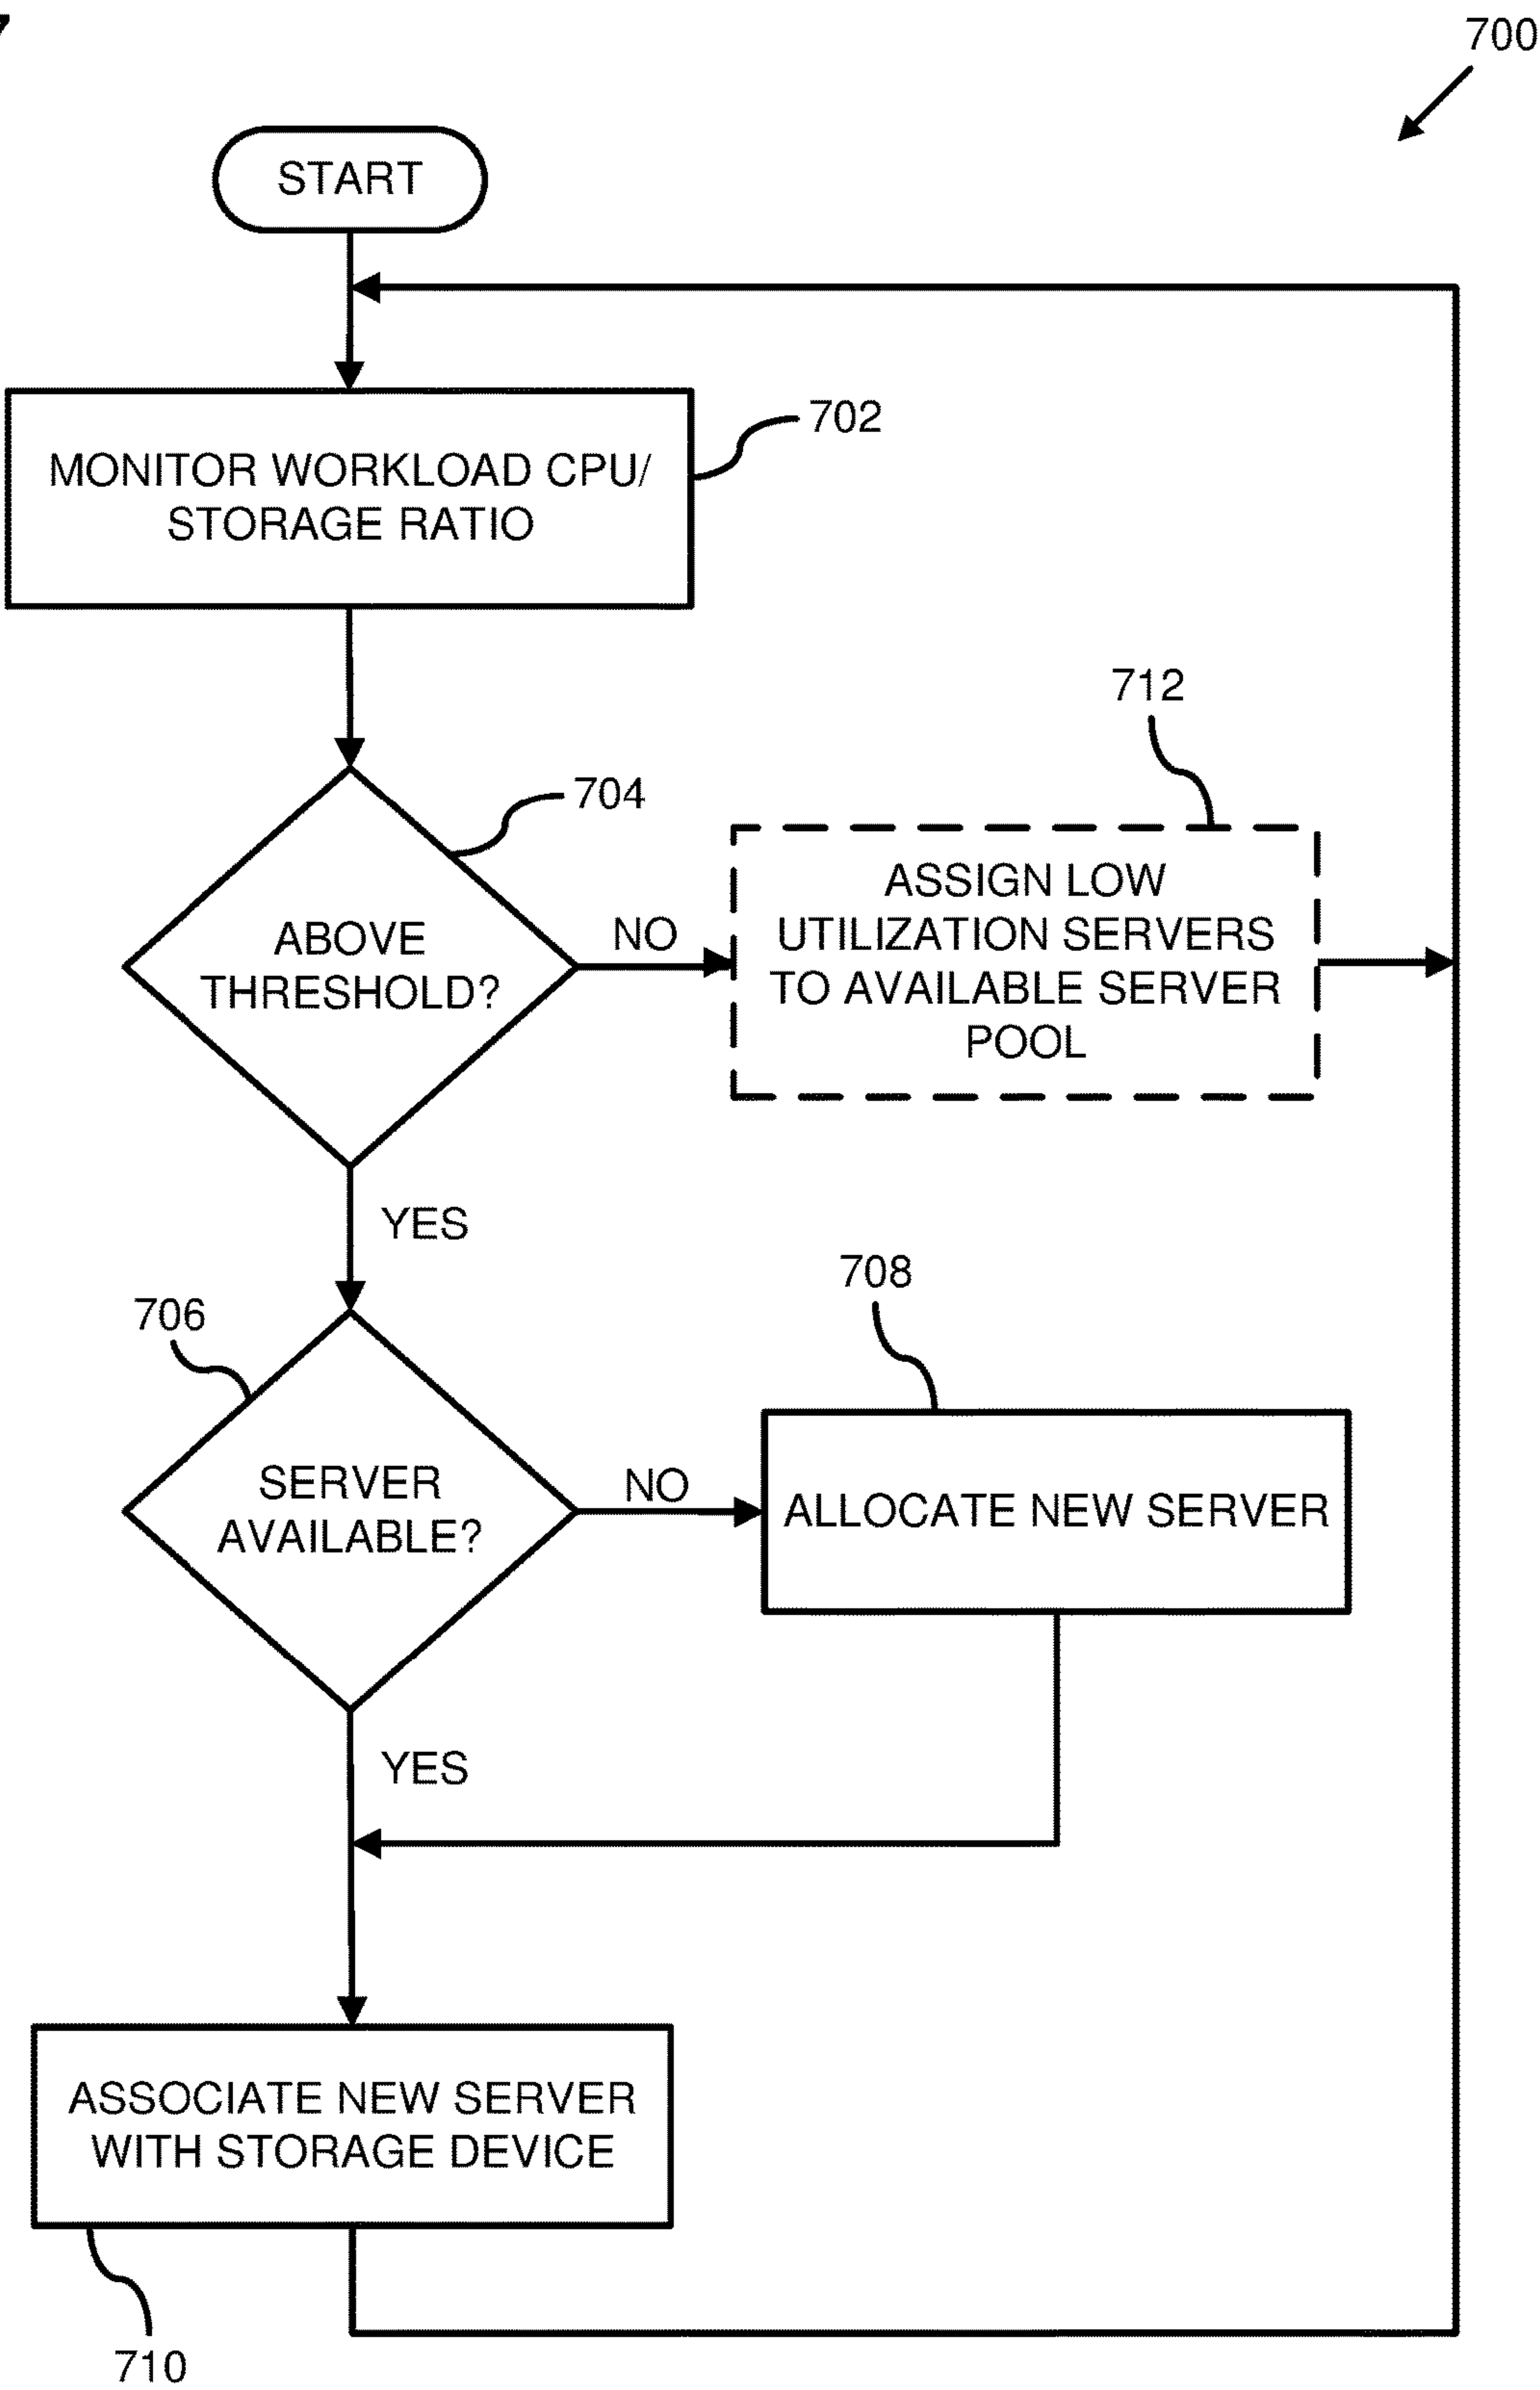 700
START
702
MONITOR WORKLOAD CPU/
STORAGE RATIO
712
704
ASSIGN LOW
UTILIZATION SERVERS
TO AVAILABLE SERVER
POOL
ABOVE
THRESHOLD?
NO
YES
708
706
SERVER
AVAILABLE?
NO
ALLOCATE NEW SERVER
YES
ASSOCIATE NEW SERVER
WITH STORAGE DEVICE
710